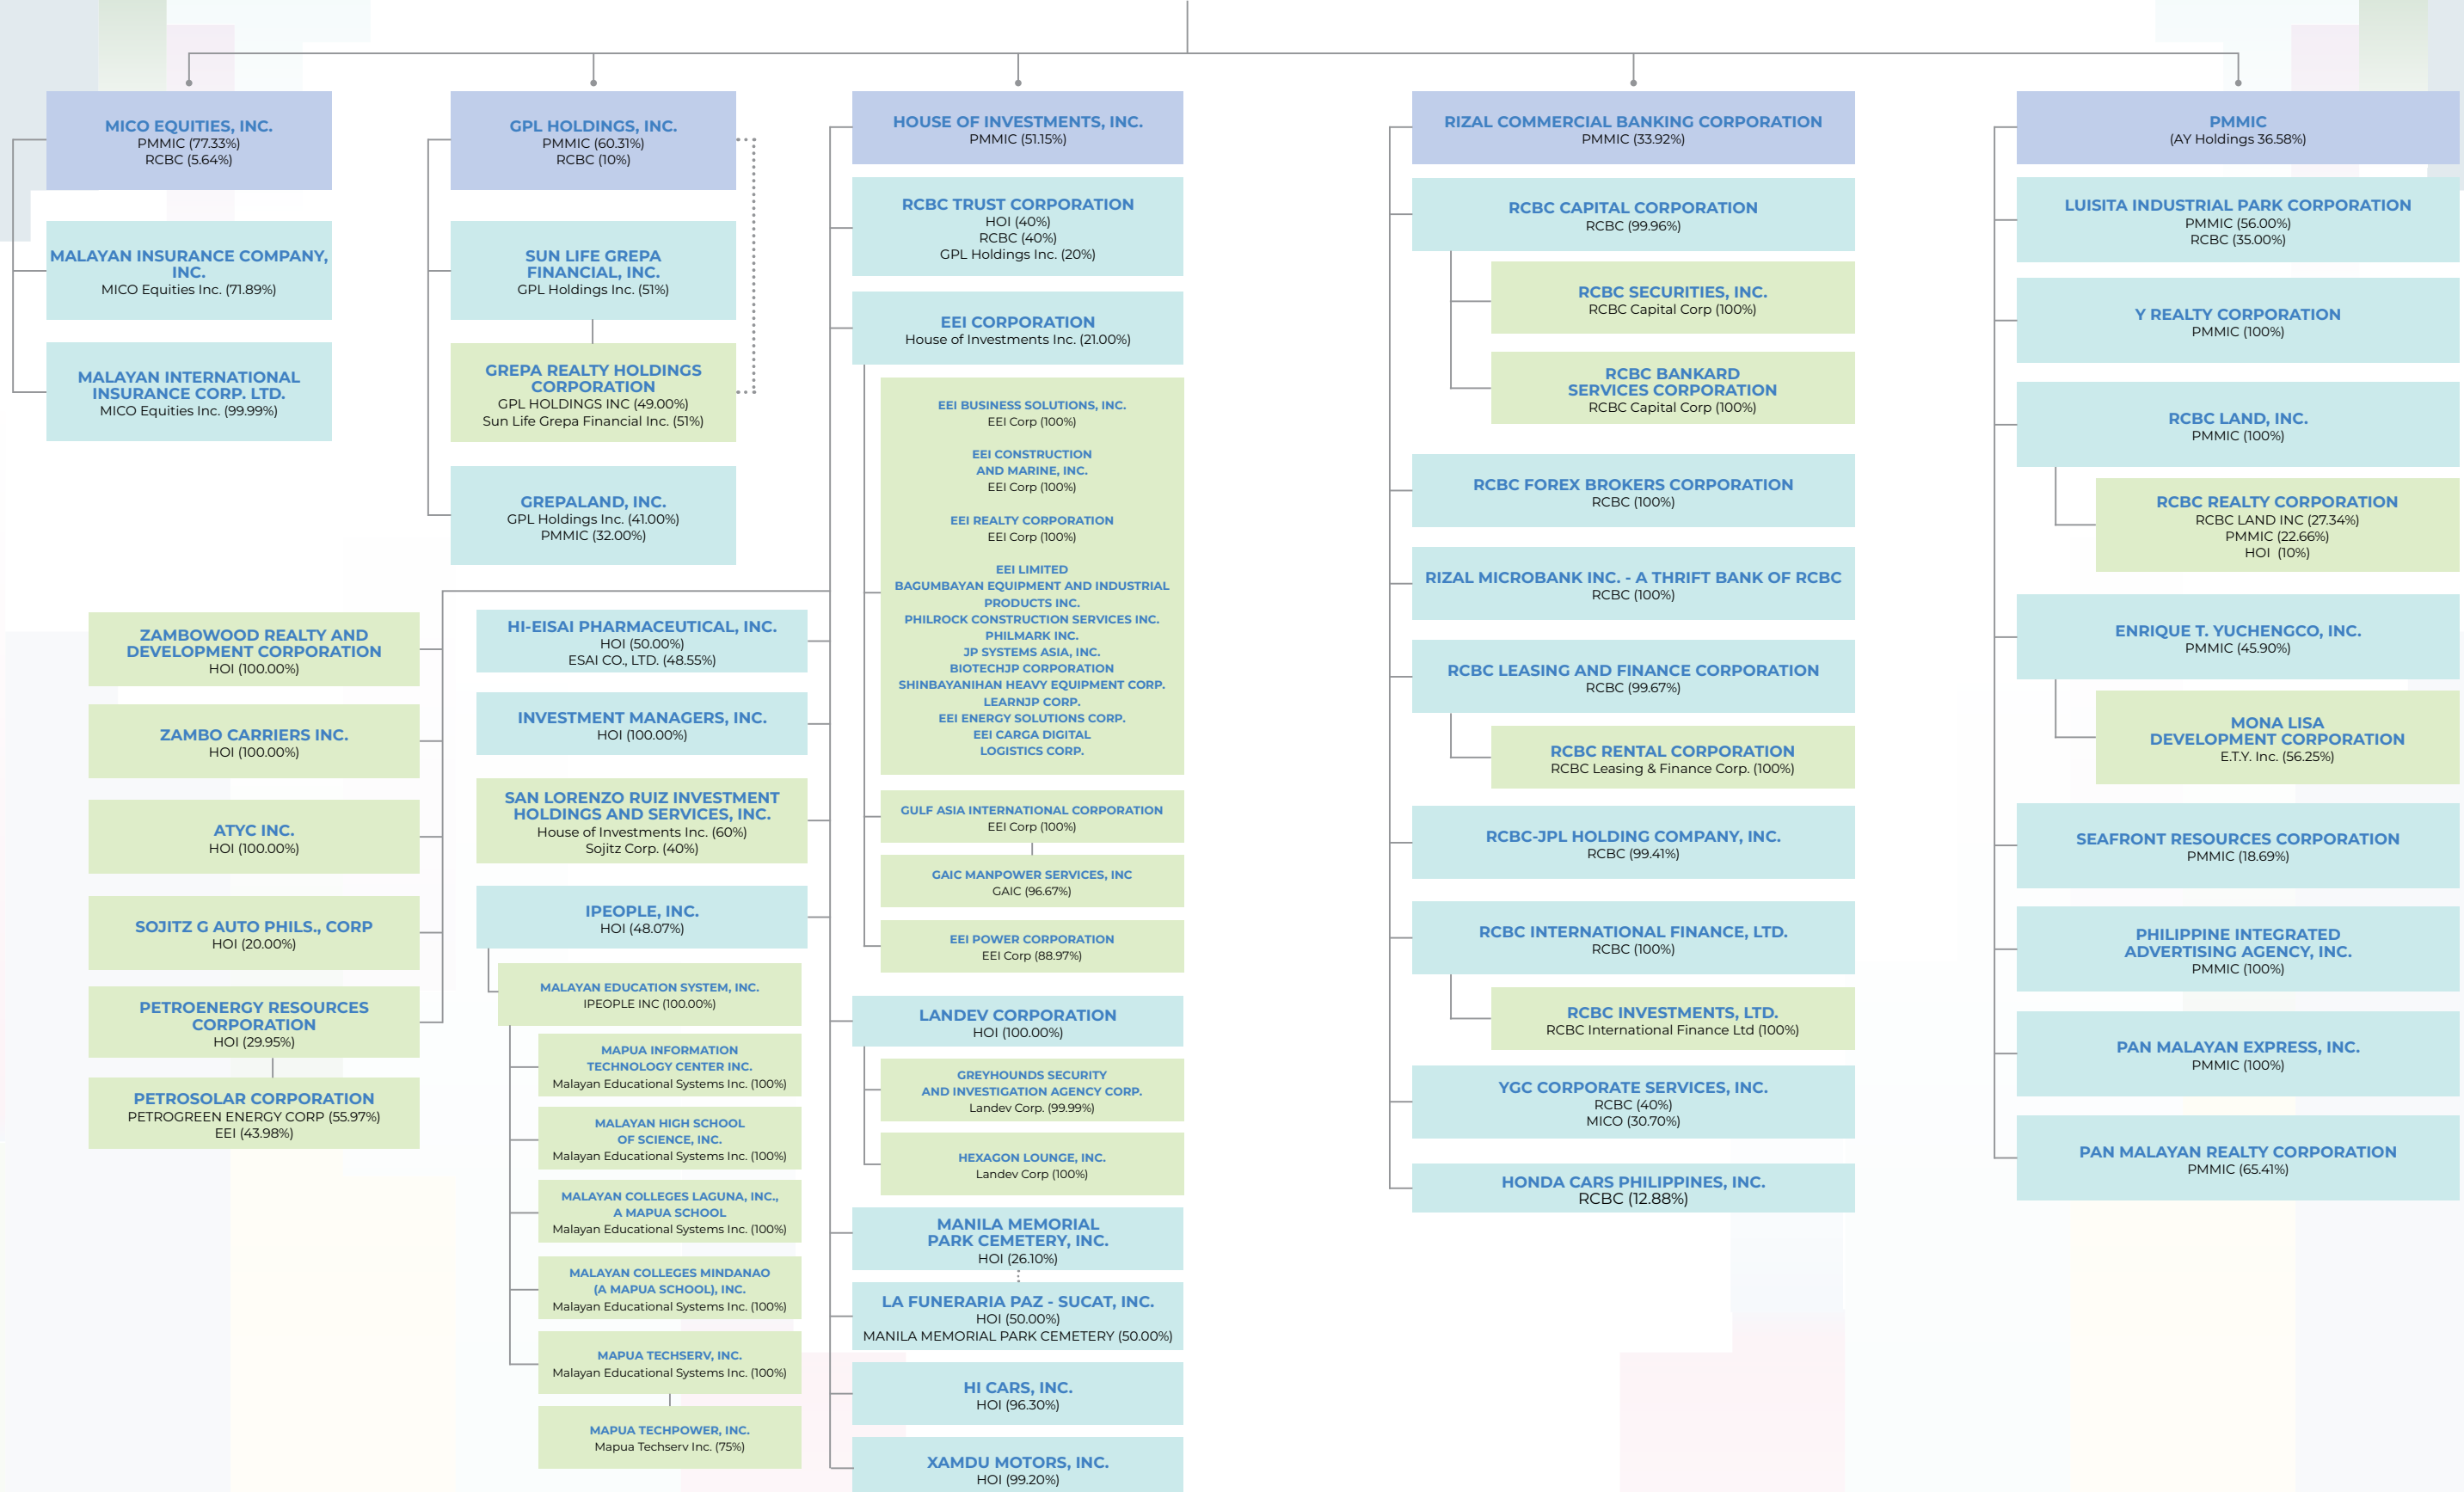 MICO EQUITIES, INC.
PMMIC (77.33%)
RCBC (5.64%)
MALAYAN INSURANCE COMPANY,
INC.
MICO Equities Inc. (71.89%)
MALAYAN INTERNATIONAL
INSURANCE CORP. LTD.
MICO Equities Inc. (99.99%)
GPL HOLDINGS, INC.
PMMIC (60.31%)
RCBC (10%)
SUN LIFE GREPA
FINANCIAL, INC.
GPL Holdings Inc. (51%)
GREPA REALTY HOLDINGS
CORPORATION
GPL HOLDINGS INC (49.00%)
Sun Life Grepa Financial Inc. (51%)
GREPALAND, INC.
GPL Holdings Inc. (41.00%)
PMMIC (32.00%)
HOUSE OF INVESTMENTS, INC.
PMMIC (51.15%)
RCBC TRUST CORPORATION
HOI (40%)
RCBC (40%)
GPL Holdings Inc. (20%)
EEI CORPORATION
House of Investments Inc. (21.00%)
EEI BUSINESS SOLUTIONS, INC.
EEI Corp (100%)
EEI CONSTRUCTION
AND MARINE, INC.
EEI Corp (100%)
EEI REALTY CORPORATION
EEI Corp (100%)
EEI LIMITED
BAGUMBAYAN EQUIPMENT AND INDUSTRIAL
PRODUCTS INC.
PHILROCK CONSTRUCTION SERVICES INC.
PHILMARK INC.
JP SYSTEMS ASIA, INC.
BIOTECHJP CORPORATION
SHINBAYANIHAN HEAVY EQUIPMENT CORP.
LEARNJP CORP.
EEI ENERGY SOLUTIONS CORP.
EEI CARGA DIGITAL
LOGISTICS CORP.
GULF ASIA INTERNATIONAL CORPORATION
EEI Corp (100%)
GAIC MANPOWER SERVICES, INC
GAIC (96.67%)
EEI POWER CORPORATION
EEI Corp (88.97%)
LANDEV CORPORATION
HOI (100.00%)
GREYHOUNDS SECURITY
AND INVESTIGATION AGENCY CORP.
Landev Corp. (99.99%)
HEXAGON LOUNGE, INC.
Landev Corp (100%)
MANILA MEMORIAL
PARK CEMETERY, INC.
HOI (26.10%)
LA FUNERARIA PAZ - SUCAT, INC.
HOI (50.00%)
MANILA MEMORIAL PARK CEMETERY (50.00%)
HI CARS, INC.
HOI (96.30%)
XAMDU MOTORS, INC.
HOI (99.20%)
HI-EISAI PHARMACEUTICAL, INC.
HOI (50.00%)
ESAI CO., LTD. (48.55%)
INVESTMENT MANAGERS, INC.
HOI (100.00%)
SAN LORENZO RUIZ INVESTMENT
HOLDINGS AND SERVICES, INC.
House of Investments Inc. (60%)
Sojitz Corp. (40%)
IPEOPLE, INC.
HOI (48.07%)
MALAYAN EDUCATION SYSTEM, INC.
IPEOPLE INC (100.00%)
MAPUA INFORMATION
TECHNOLOGY CENTER INC.
Malayan Educational Systems Inc. (100%)
MALAYAN HIGH SCHOOL
OF SCIENCE, INC.
Malayan Educational Systems Inc. (100%)
MALAYAN COLLEGES LAGUNA, INC.,
A MAPUA SCHOOL
Malayan Educational Systems Inc. (100%)
MALAYAN COLLEGES MINDANAO
(A MAPUA SCHOOL), INC.
Malayan Educational Systems Inc. (100%)
MAPUA TECHSERV, INC.
Malayan Educational Systems Inc. (100%)
MAPUA TECHPOWER, INC.
Mapua Techserv Inc. (75%)
ZAMBOWOOD REALTY AND
DEVELOPMENT CORPORATION
HOI (100.00%)
ZAMBO CARRIERS INC.
HOI (100.00%)
ATYC INC.
HOI (100.00%)
SOJITZ G AUTO PHILS., CORP
HOI (20.00%)
PETROENERGY RESOURCES
CORPORATION
HOI (29.95%)
PETROSOLAR CORPORATION
PETROGREEN ENERGY CORP (55.97%)
EEI (43.98%)
RIZAL COMMERCIAL BANKING CORPORATION
PMMIC (33.92%)
RCBC CAPITAL CORPORATION
RCBC (99.96%)
RCBC SECURITIES, INC.
RCBC Capital Corp (100%)
RCBC BANKARD
SERVICES CORPORATION
RCBC Capital Corp (100%)
RCBC FOREX BROKERS CORPORATION
RCBC (100%)
RIZAL MICROBANK INC. - A THRIFT BANK OF RCBC
RCBC (100%)
RCBC LEASING AND FINANCE CORPORATION
RCBC (99.67%)
RCBC RENTAL CORPORATION
RCBC Leasing & Finance Corp. (100%)
RCBC-JPL HOLDING COMPANY, INC.
RCBC (99.41%)
RCBC INTERNATIONAL FINANCE, LTD.
RCBC (100%)
RCBC INVESTMENTS, LTD.
RCBC International Finance Ltd (100%)
YGC CORPORATE SERVICES, INC.
RCBC (40%)
MICO (30.70%)
HONDA CARS PHILIPPINES, INC.
RCBC (12.88%)
PMMIC
(AY Holdings 36.58%)
LUISITA INDUSTRIAL PARK CORPORATION
PMMIC (56.00%)
RCBC (35.00%)
Y REALTY CORPORATION
PMMIC (100%)
RCBC LAND, INC.
PMMIC (100%)
RCBC REALTY CORPORATION
RCBC LAND INC (27.34%)
PMMIC (22.66%)
HOI (10%)
ENRIQUE T. YUCHENGCO, INC.
PMMIC (45.90%)
MONA LISA
DEVELOPMENT CORPORATION
E.T.Y. Inc. (56.25%)
SEAFRONT RESOURCES CORPORATION
PMMIC (18.69%)
PHILIPPINE INTEGRATED
ADVERTISING AGENCY, INC.
PMMIC (100%)
PAN MALAYAN EXPRESS, INC.
PMMIC (100%)
PAN MALAYAN REALTY CORPORATION
PMMIC (65.41%)